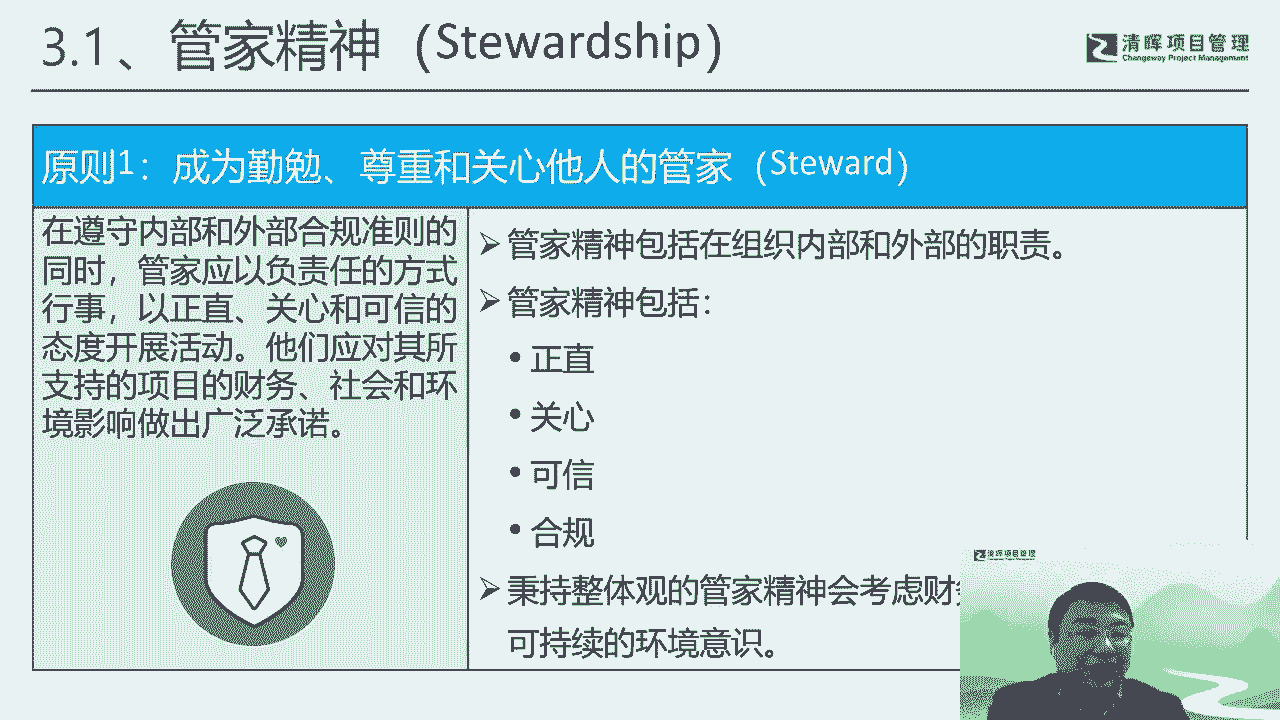 3.1、管家精神（Stewardship）
清晖项目管理
Changeway Project Management
原则1：成为勤勉、尊重和关心他人的管家（Steward）
在遵守内部和外部合规准则的
同时，管家应以负责任的方式
行事，以正直、关心和可信的
态度开展活动。他们应对其所
支持的项目的财务、社会和环
境影响做出广泛承诺。
➢管家精神包括在组织内部和外部的职责。
➢管家精神包括：
•正直
•关心
•可信
•合规
➢秉持整体观的管家精神会考虑财
可持续的环境意识。
清晖项目管理